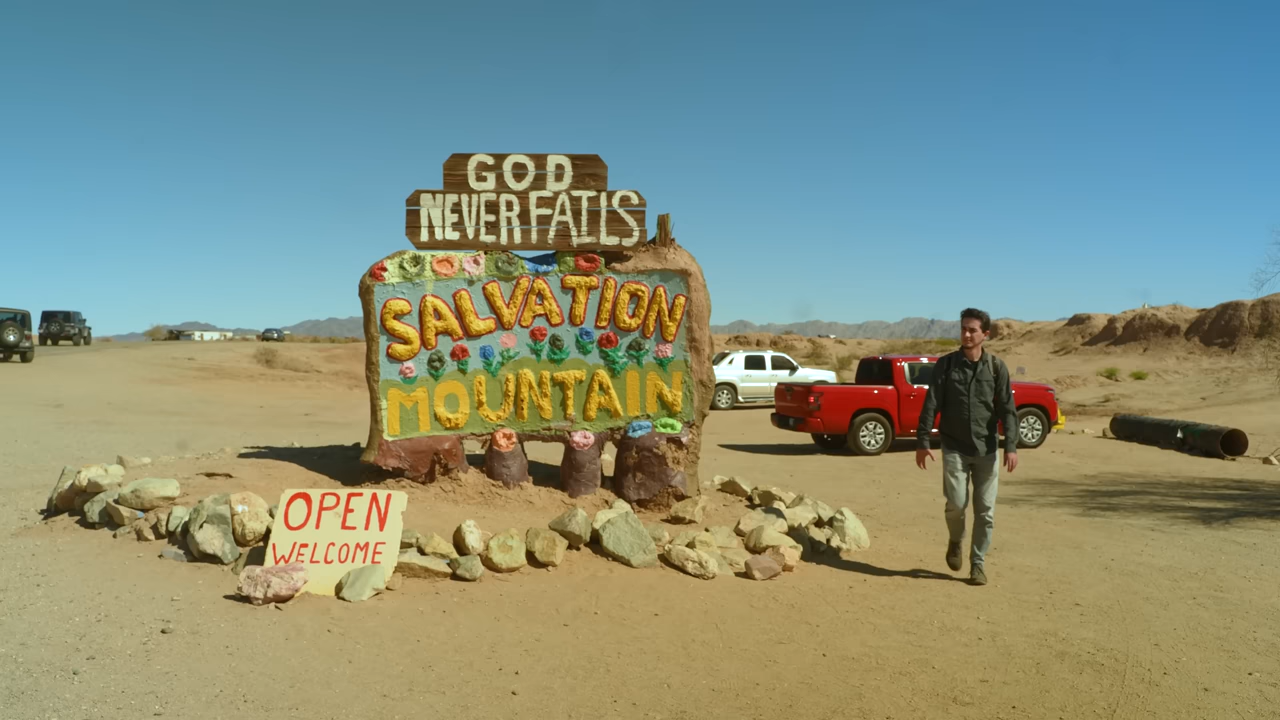 GOD
NEVER FAILS
SALVATION
MOUNTAIN
OPEN
WELCOME